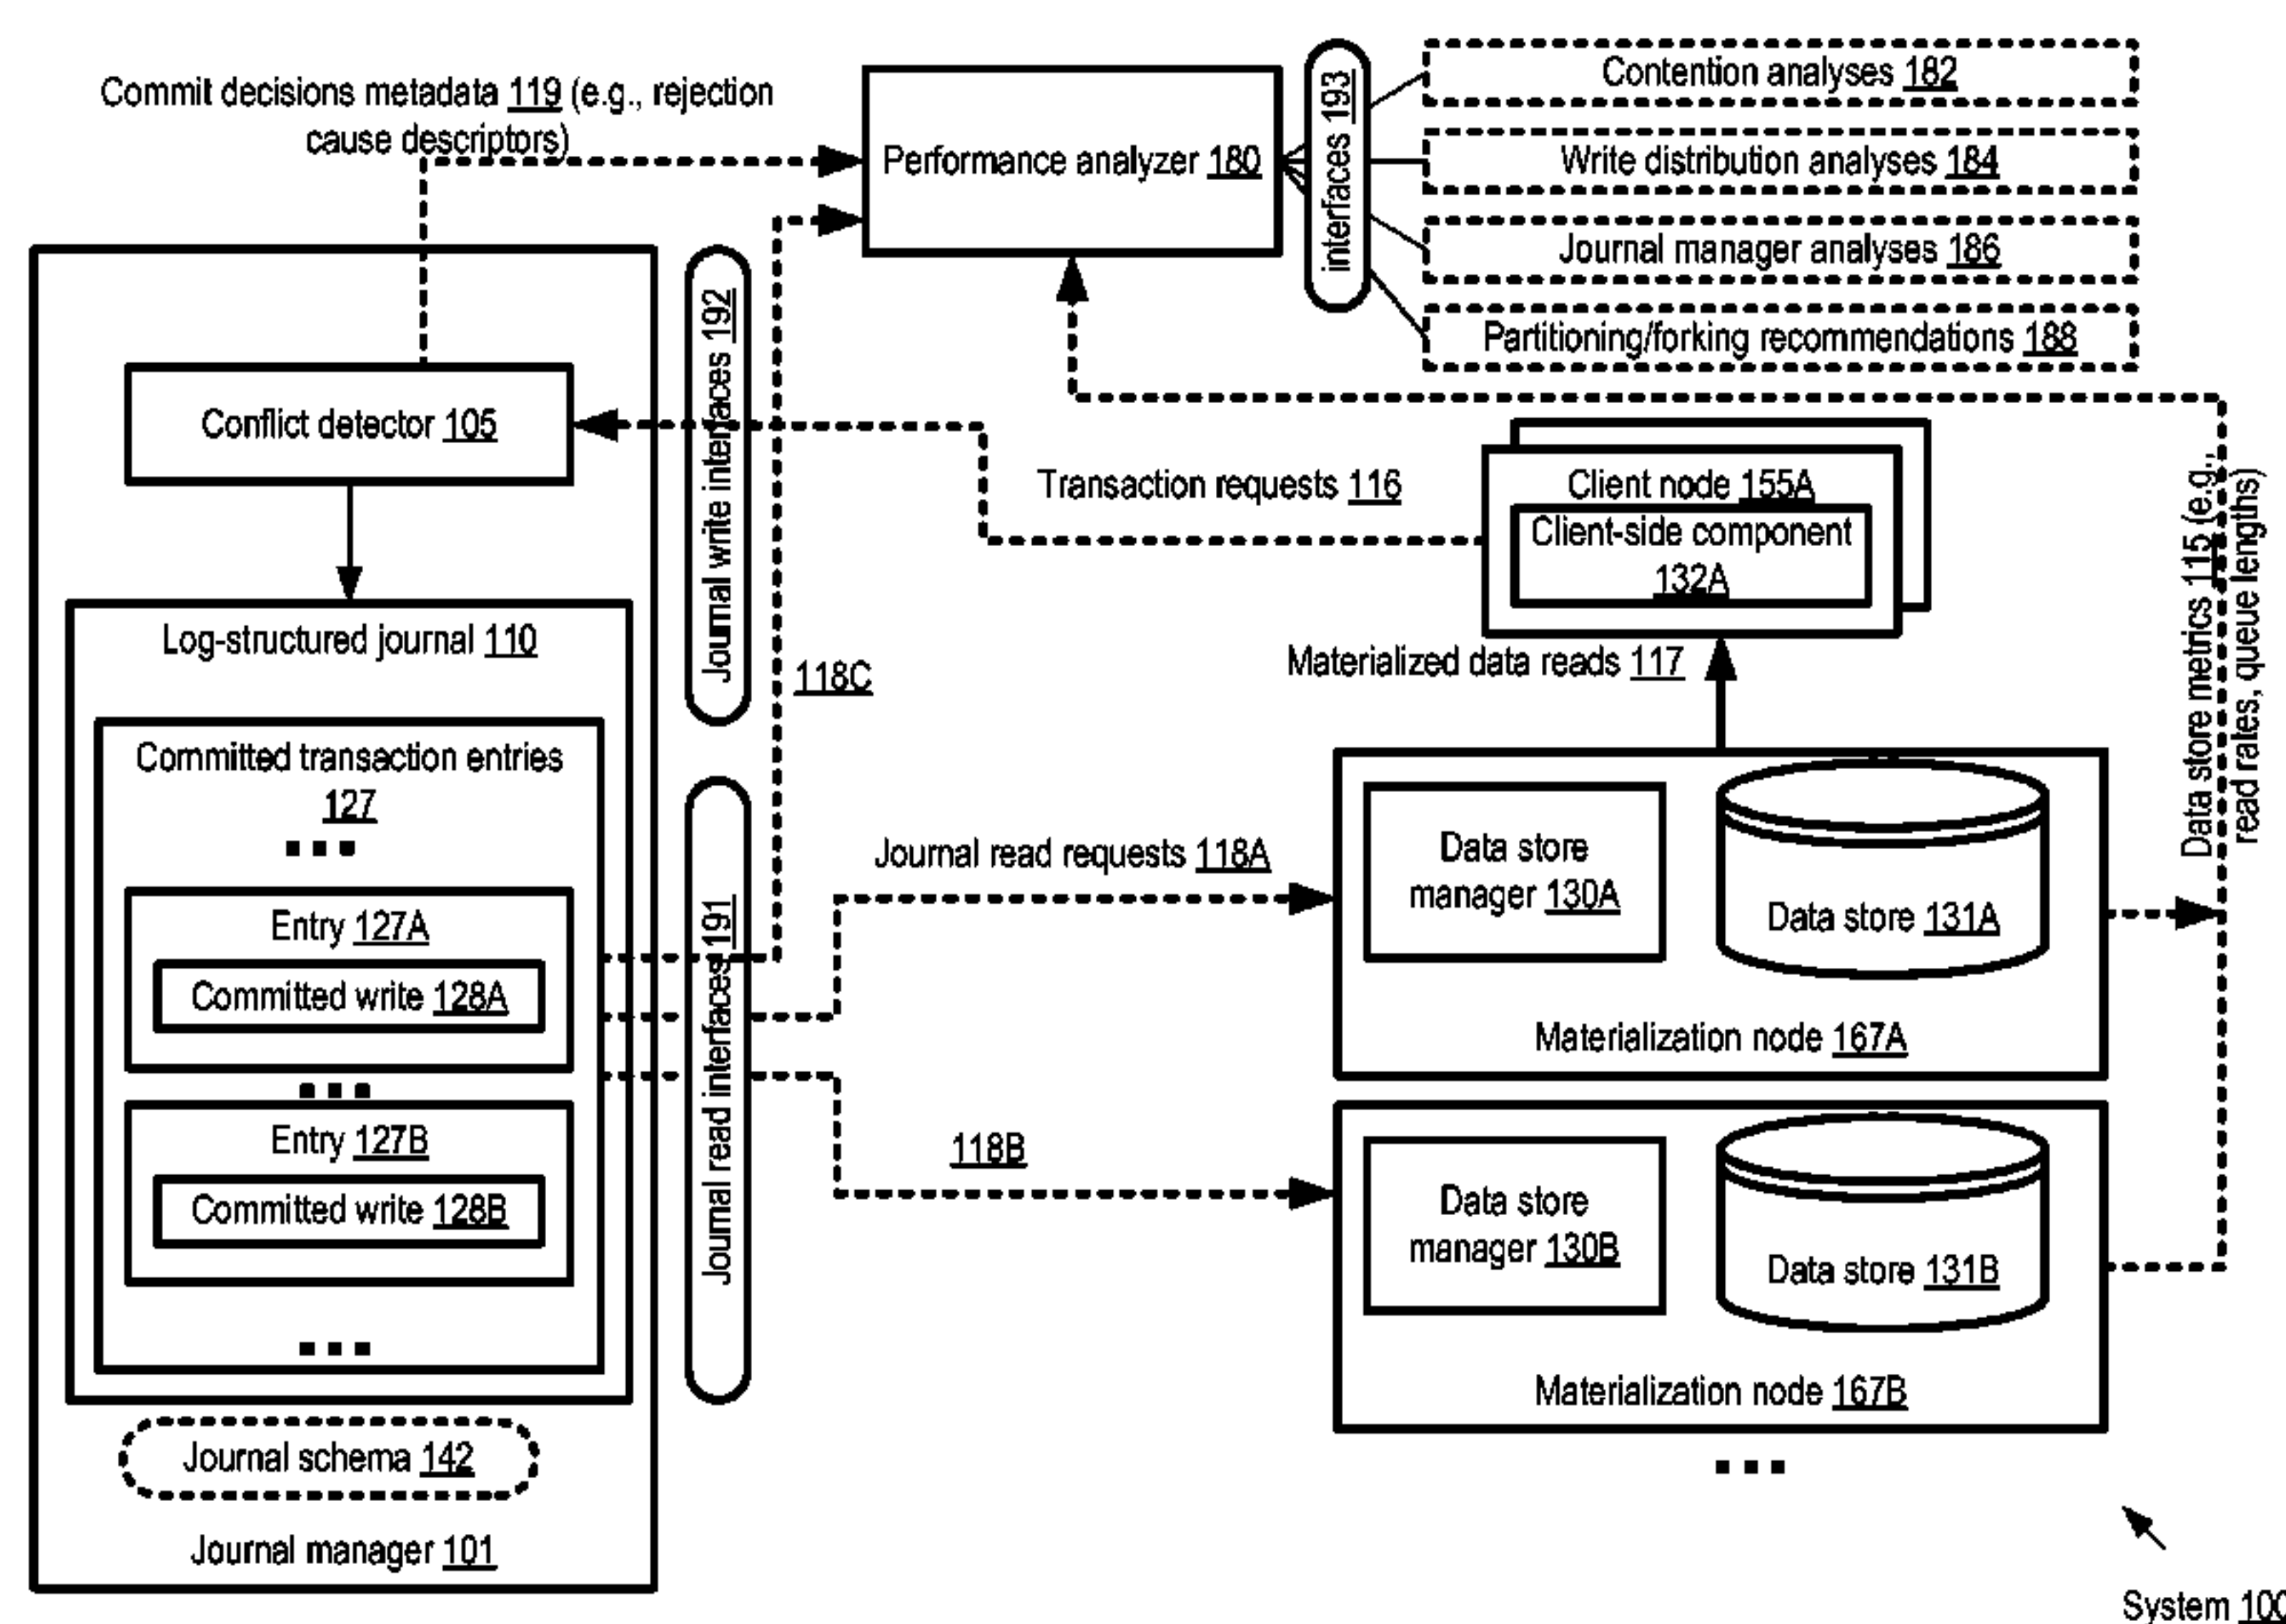 Commit decisions metadata 119 (e.g., rejection
cause descriptors)
Performance analyzer 180
interfaces 193
Contention analyses 182
Write distribution analyses 184
Journal manager analyses 186
Partitioning/forking recommendations 188
Conflict detector 105
Journal write interfaces 192
Transaction requests 116
Client node 155A
Client-side component
132A
Data store metrics 115 (e.g.,
read rates, queue lengths)
Log-structured journal 110
118C
Materialized data reads 117
Committed transaction entries
127
...
Entry 127A
Committed write 128A
...
Entry 127B
Committed write 128B
...
Journal read interfaces 191
Journal read requests 118A
118B
Data store
manager 130A
Data store 131A
Materialization node 167A
Data store
manager 130B
Data store 131B
Materialization node 167B
...
Journal schema 142
Journal manager 101
System 100